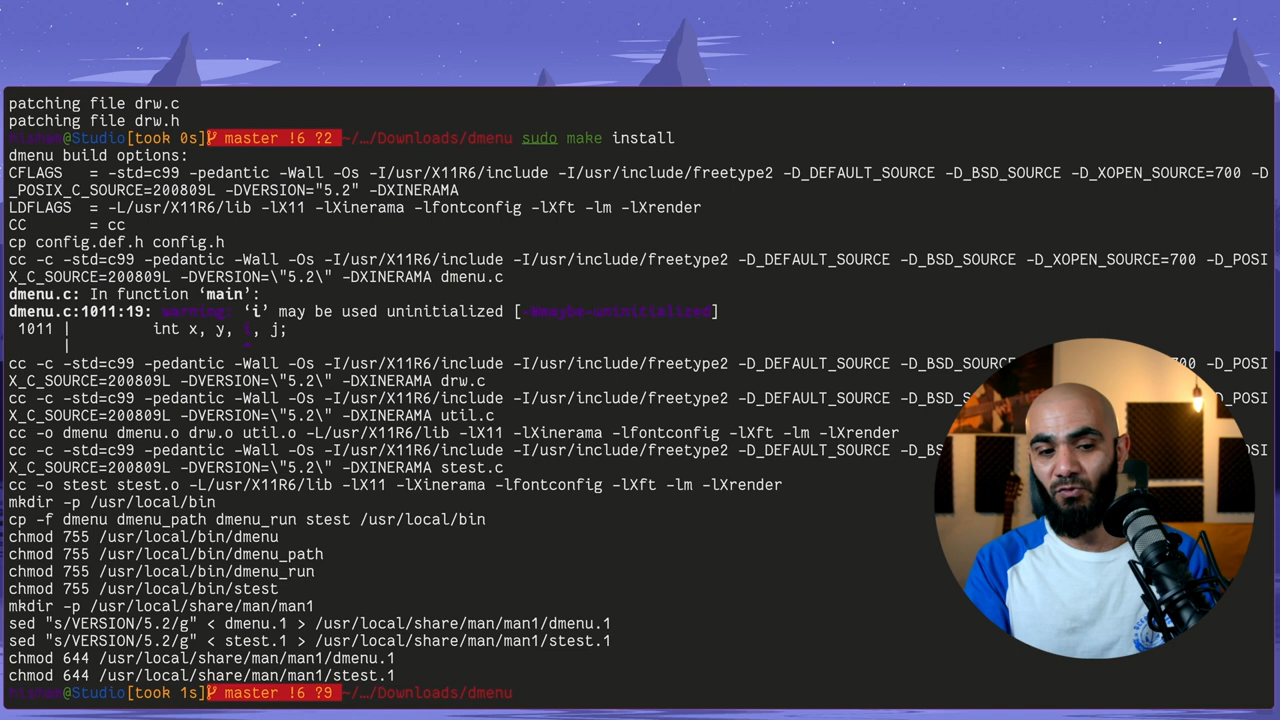 patching file drw.c
patching file drw.h
hishan@Studio[took 0s] master !6 ?2 ~/…/Downloads/dmenu sudo make install
dmenu build options:
CFLAGS   = -std=c99 -pedantic -Wall -Os -I/usr/X11R6/include -I/usr/include/freetype2 -D_DEFAULT_SOURCE -D_BSD_SOURCE -D_XOPEN_SOURCE=700 -D
_POSIX_C_SOURCE=200809L -DVERSION="5.2" -DXINERAMA
LDFLAGS  = -L/usr/X11R6/lib -lX11 -lXinerama -lfontconfig -lXft -lm -lXrender
CC       = cc
cp config.def.h config.h
cc -c -std=c99 -pedantic -Wall -Os -I/usr/X11R6/include -I/usr/include/freetype2 -D_DEFAULT_SOURCE -D_BSD_SOURCE -D_XOPEN_SOURCE=700 -D_POSI
X_C_SOURCE=200809L -DVERSION=\"5.2\" -DXINERAMA dmenu.c
dmenu.c: In function ‘main’:
dmenu.c:1011:19: warning: ‘i’ may be used uninitialized [-Wmaybe-uninitialized]
 1011 |         int x, y, i, j;
      |                   ^
cc -c -std=c99 -pedantic -Wall -Os -I/usr/X11R6/include -I/usr/include/freetype2 -D_DEFAULT_SOURCE -D_BSD_SO 700 -D_POSI
X_C_SOURCE=200809L -DVERSION=\"5.2\" -DXINERAMA drw.c
cc -c -std=c99 -pedantic -Wall -Os -I/usr/X11R6/include -I/usr/include/freetype2 -D_DEFAULT_SOURCE -D_BSD_S D_POSI
X_C_SOURCE=200809L -DVERSION=\"5.2\" -DXINERAMA util.c
cc -o dmenu dmenu.o drw.o util.o -L/usr/X11R6/lib -lX11 -lXinerama -lfontconfig -lXft -lm -lXrender
cc -c -std=c99 -pedantic -Wall -Os -I/usr/X11R6/include -I/usr/include/freetype2 -D_DEFAULT_SOURCE -D_BS POSI
X_C_SOURCE=200809L -DVERSION=\"5.2\" -DXINERAMA stest.c
cc -o stest stest.o -L/usr/X11R6/lib -lX11 -lXinerama -lfontconfig -lXft -lm -lXrender
mkdir -p /usr/local/bin
cp -f dmenu dmenu_path dmenu_run stest /usr/local/bin
chmod 755 /usr/local/bin/dmenu
chmod 755 /usr/local/bin/dmenu_path
chmod 755 /usr/local/bin/dmenu_run
chmod 755 /usr/local/bin/stest
mkdir -p /usr/local/share/man/man1
sed "s/VERSION/5.2/g" < dmenu.1 > /usr/local/share/man/man1/dmenu.1
sed "s/VERSION/5.2/g" < stest.1 > /usr/local/share/man/man1/stest.1
chmod 644 /usr/local/share/man/man1/dmenu.1
chmod 644 /usr/local/share/man/man1/stest.1
hishan@Studio[took 1s] master !6 ?9 ~/…/Downloads/dmenu